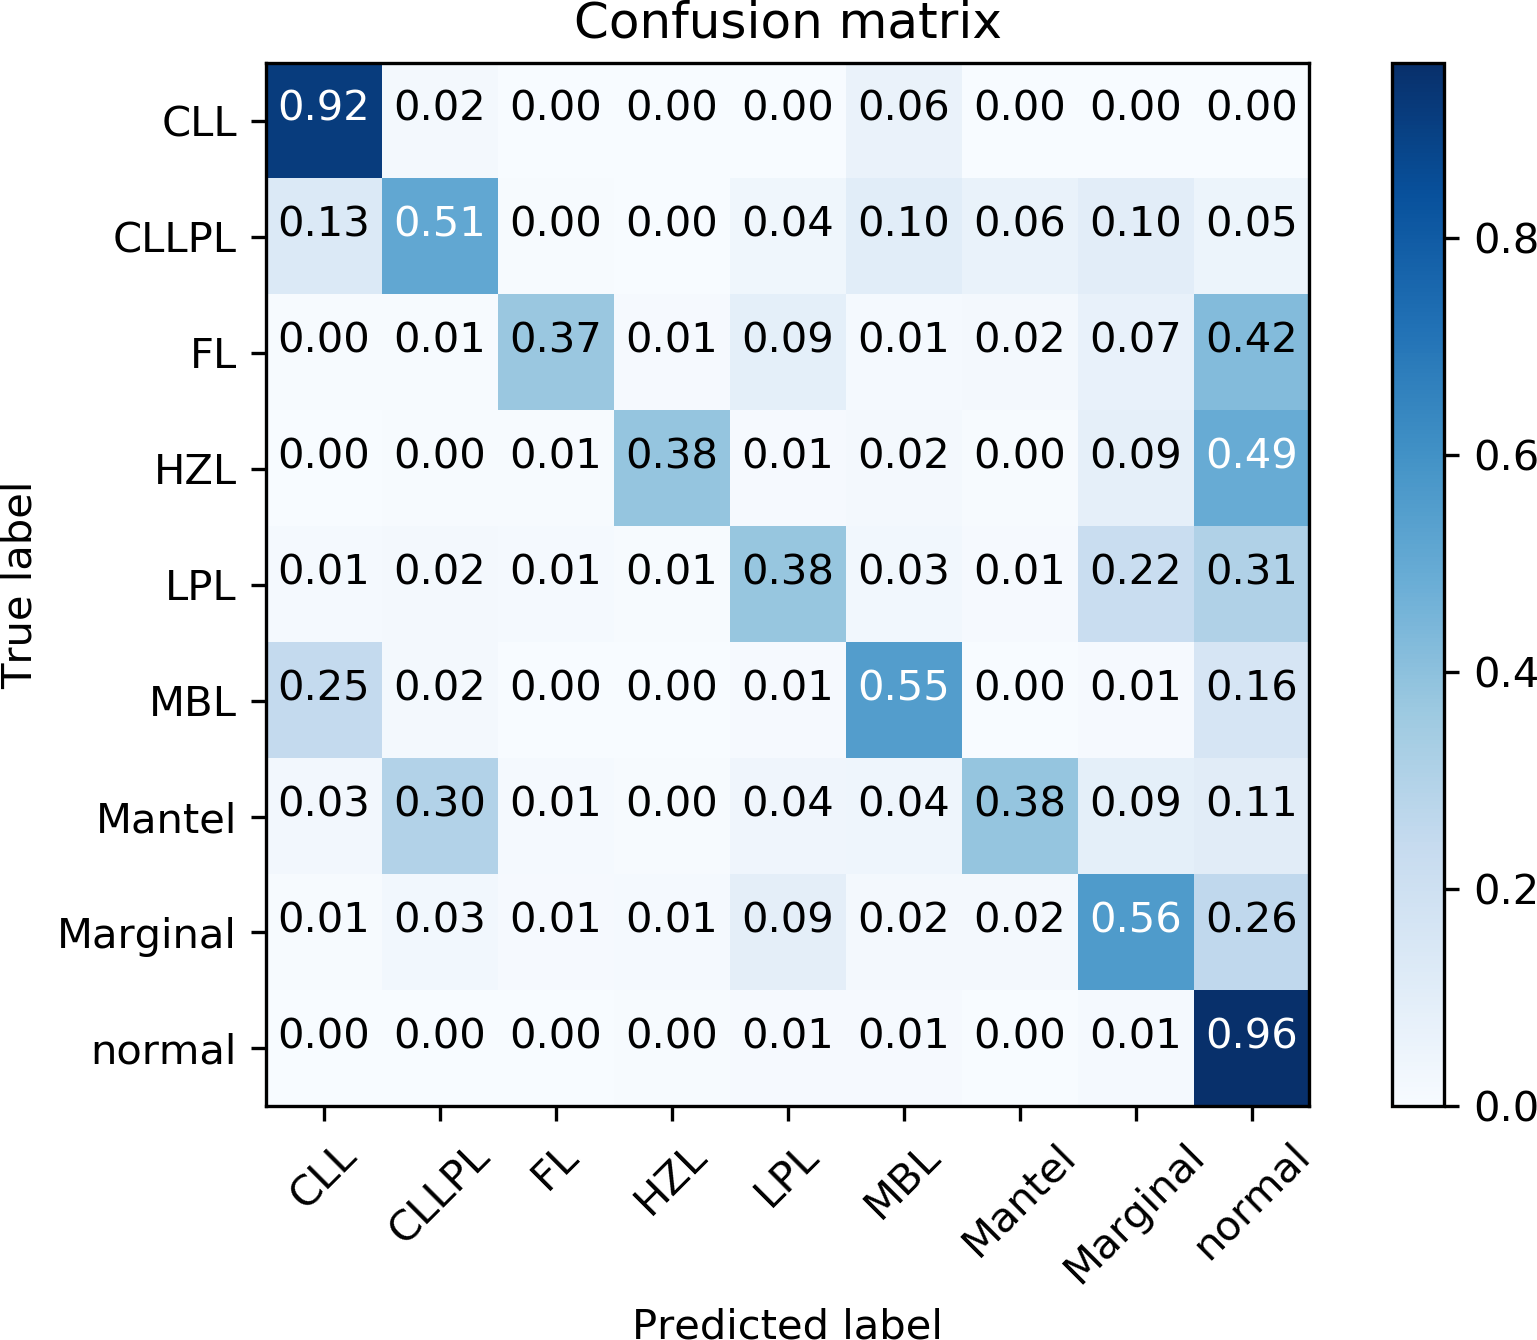 Confusion matrix
CLL 0.92 0.02 0.00 0.00 0.00 0.06 0.00 0.00 0.00
CLLPL 0.13 0.51 0.00 0.00 0.04 0.10 0.06 0.10 0.05
FL 0.00 0.01 0.37 0.01 0.09 0.01 0.02 0.07 0.42
HZL 0.00 0.00 0.01 0.38 0.01 0.02 0.00 0.09 0.49
LPL 0.01 0.02 0.01 0.01 0.38 0.03 0.01 0.22 0.31
MBL 0.25 0.02 0.00 0.00 0.01 0.55 0.00 0.01 0.16
Mantel 0.03 0.30 0.01 0.00 0.04 0.04 0.38 0.09 0.11
Marginal 0.01 0.03 0.01 0.01 0.09 0.02 0.02 0.56 0.26
normal 0.00 0.00 0.00 0.00 0.01 0.01 0.00 0.01 0.96
CLL CLLPL FL HZL LPL MBL Mantel Marginal normal
Predicted label
True label
0.8
0.6
0.4
0.2
0.0